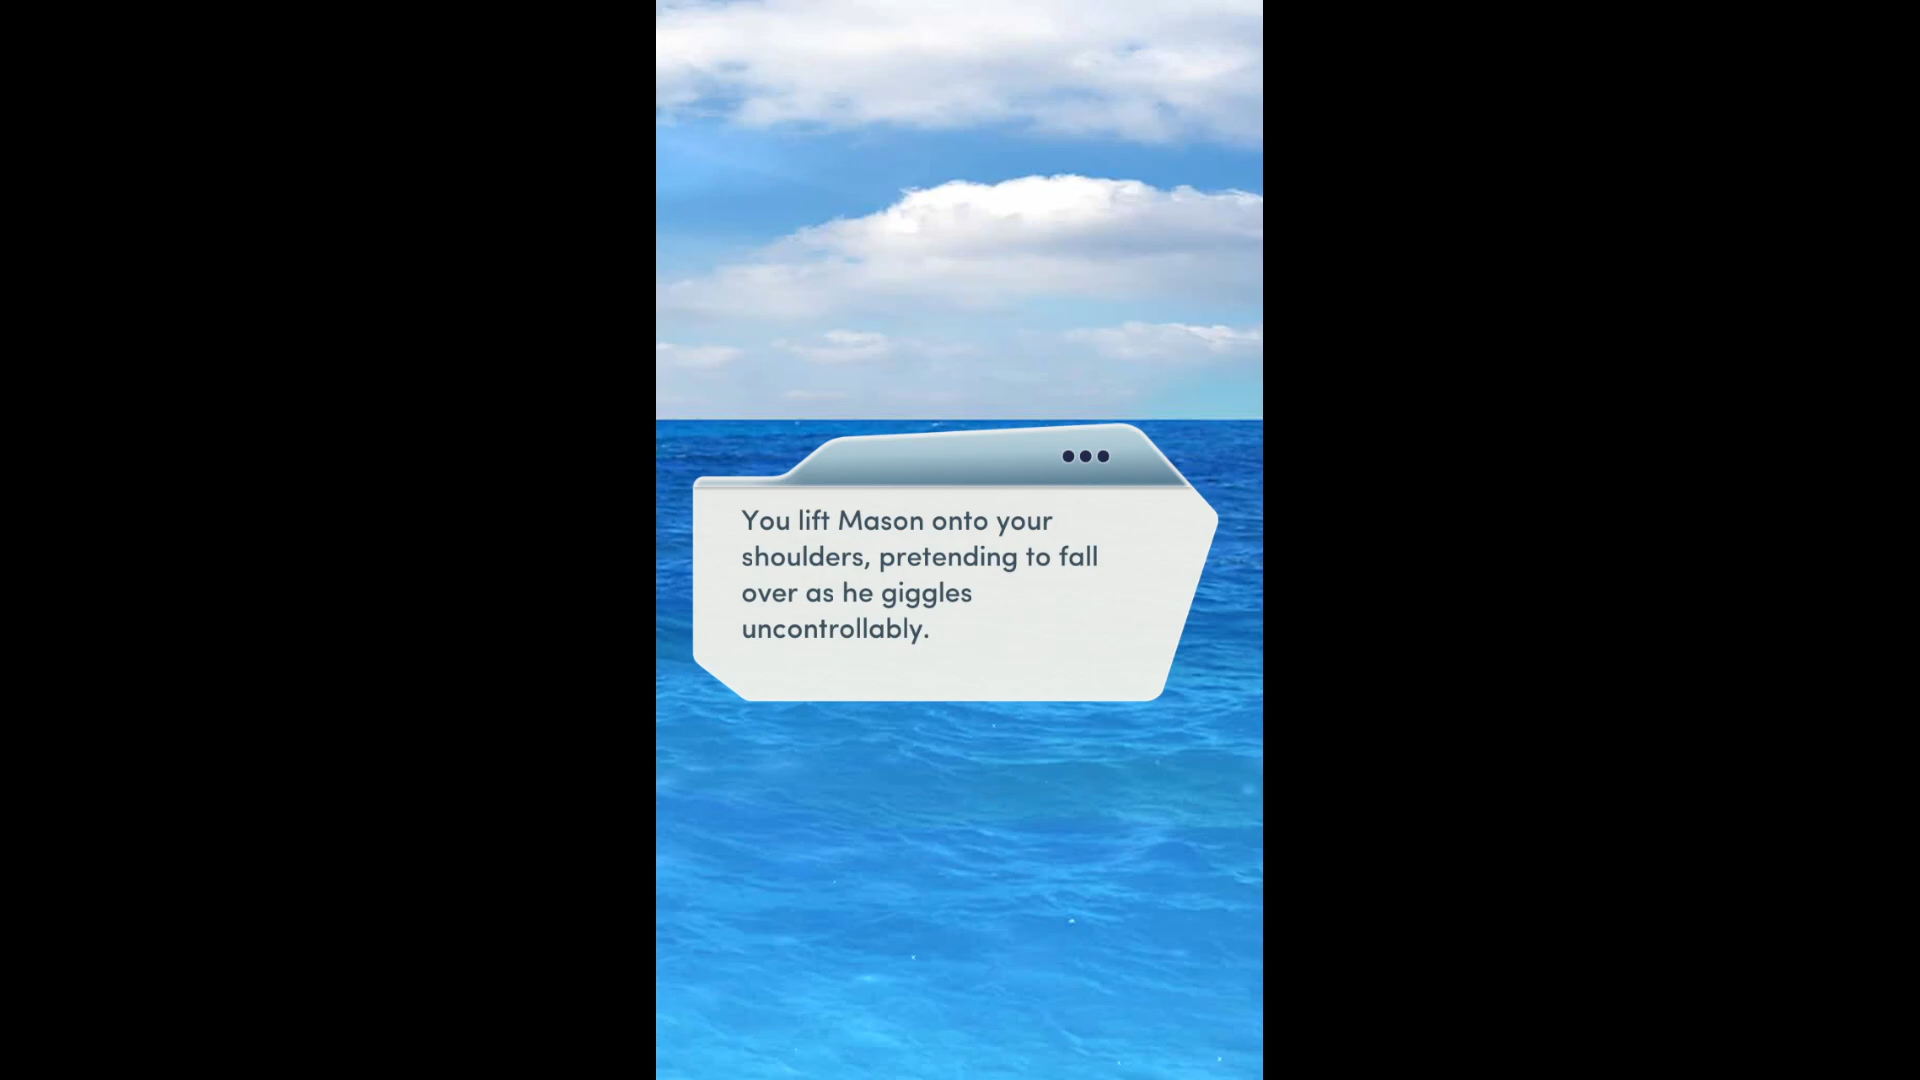 You lift Mason onto your
shoulders, pretending to fall
over as he giggles
uncontrollably.